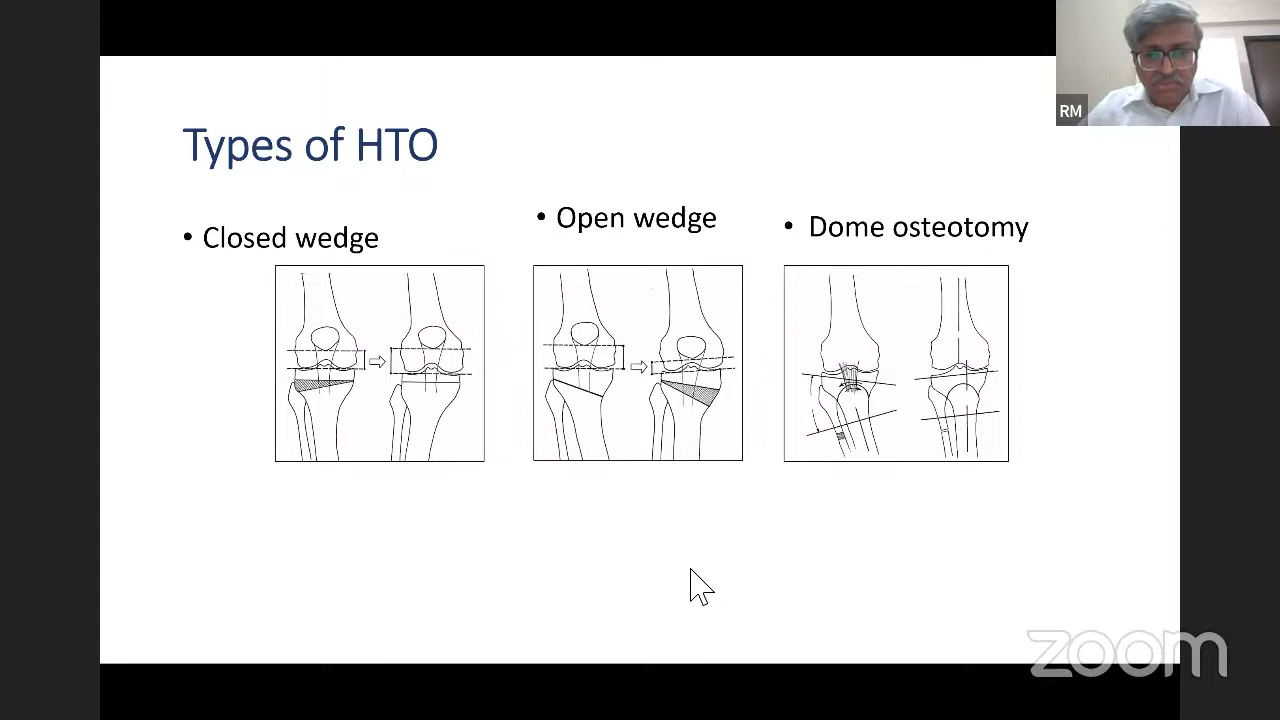 RM
Types of HTO
• Closed wedge
• Open wedge
• Dome osteotomy
zoom